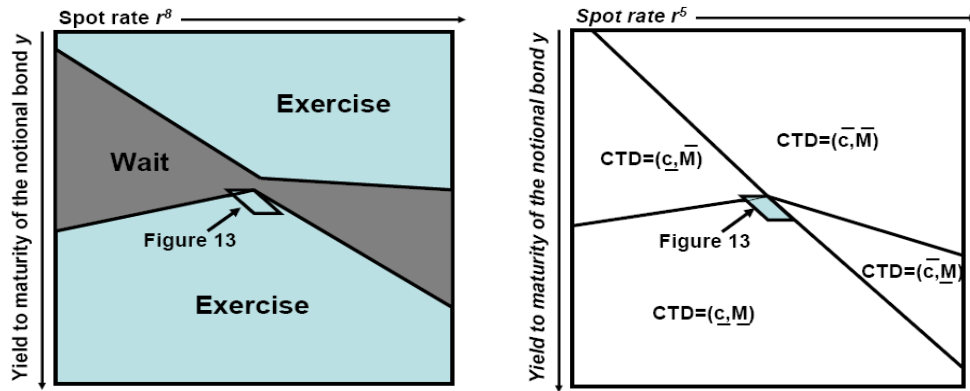 Spot rate r⁸
Yield to maturity of the notional bond y
Exercise
Wait
Figure 13
Exercise
Spot rate r⁵
Yield to maturity of the notional bond y
CTD=(c̄,M̄)
CTD=(c̲,M̄)
Figure 13
CTD=(c̄,M̲)
CTD=(c̲,M̲)